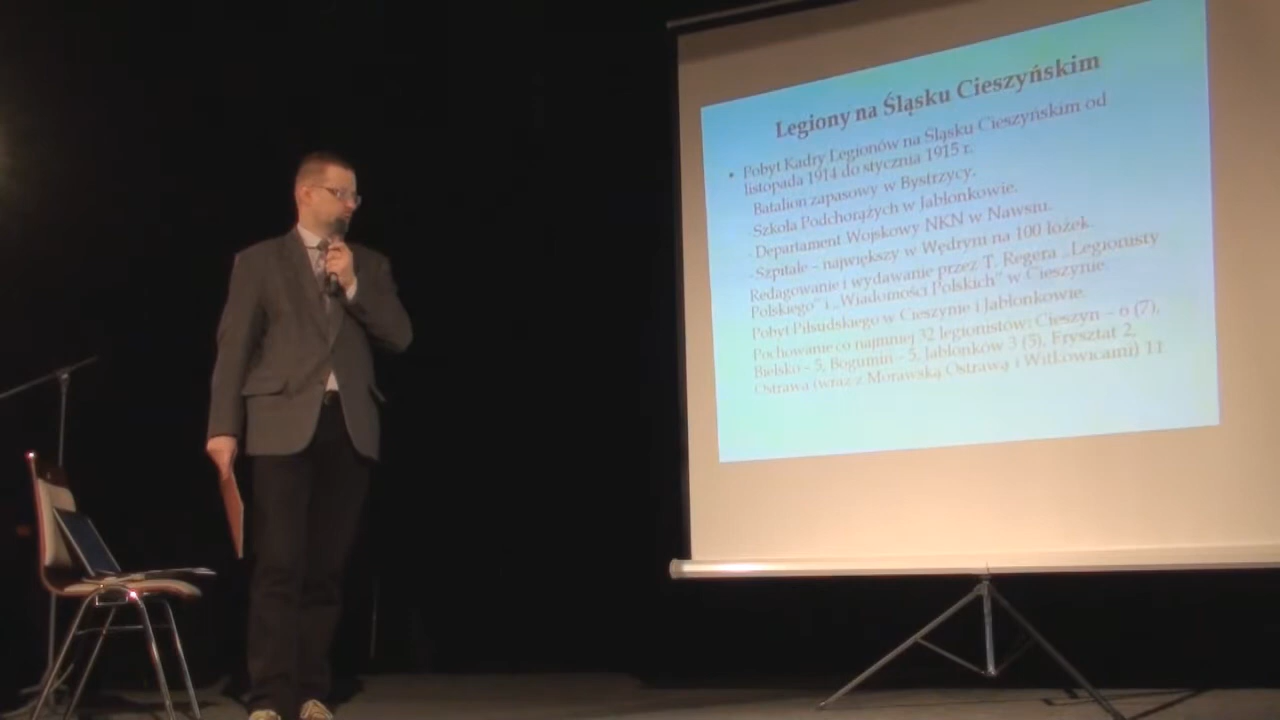 Legiony na Śląsku Cieszyńskim
• Pobyt Kadry Legionów na Śląsku Cieszyńskim od
listopada 1914 do stycznia 1915 r.
- Batalion zapasowy w Bystrzycy.
- Szkoła Podchorążych w Jabłonkowie.
- Departament Wojskowy NKN w Nawsiu.
- Szpitale – największy w Wędryni na 100 łóżek.
Redagowanie i wydawanie przez T. Regera „Legionisty
Polskiego” i „Wiadomości Polskich” w Cieszynie.
Pobyt Piłsudskiego w Cieszynie i Jabłonkowie.
Pochowanie co najmniej 32 legionistów: Cieszyn – 6 (7),
Bielsko – 5, Bogumin – 5, Jabłonków 3 (5), Frysztat 2,
Ostrawa (wraz z Morawską Ostrawą i Witkowicami) 11